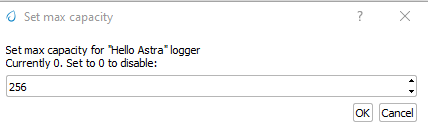 Set max capacity
Set max capacity for "Hello Astra" logger
Currently 0. Set to 0 to disable:
256
OK Cancel